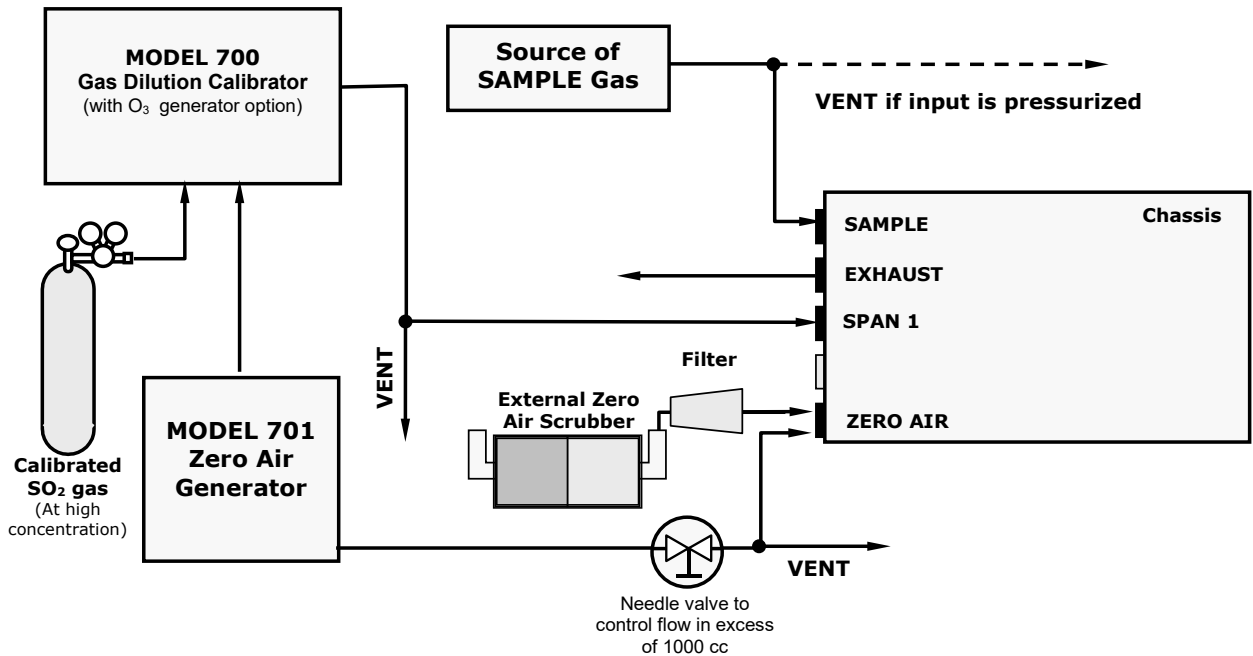 MODEL 700
Gas Dilution Calibrator
(with O₃ generator option)
Source of
SAMPLE Gas
VENT if input is pressurized
Chassis
SAMPLE
EXHAUST
SPAN 1
ZERO AIR
VENT
Filter
External Zero
Air Scrubber
MODEL 701
Zero Air
Generator
Calibrated
SO₂ gas
(At high
concentration)
VENT
Needle valve to
control flow in excess
of 1000 cc